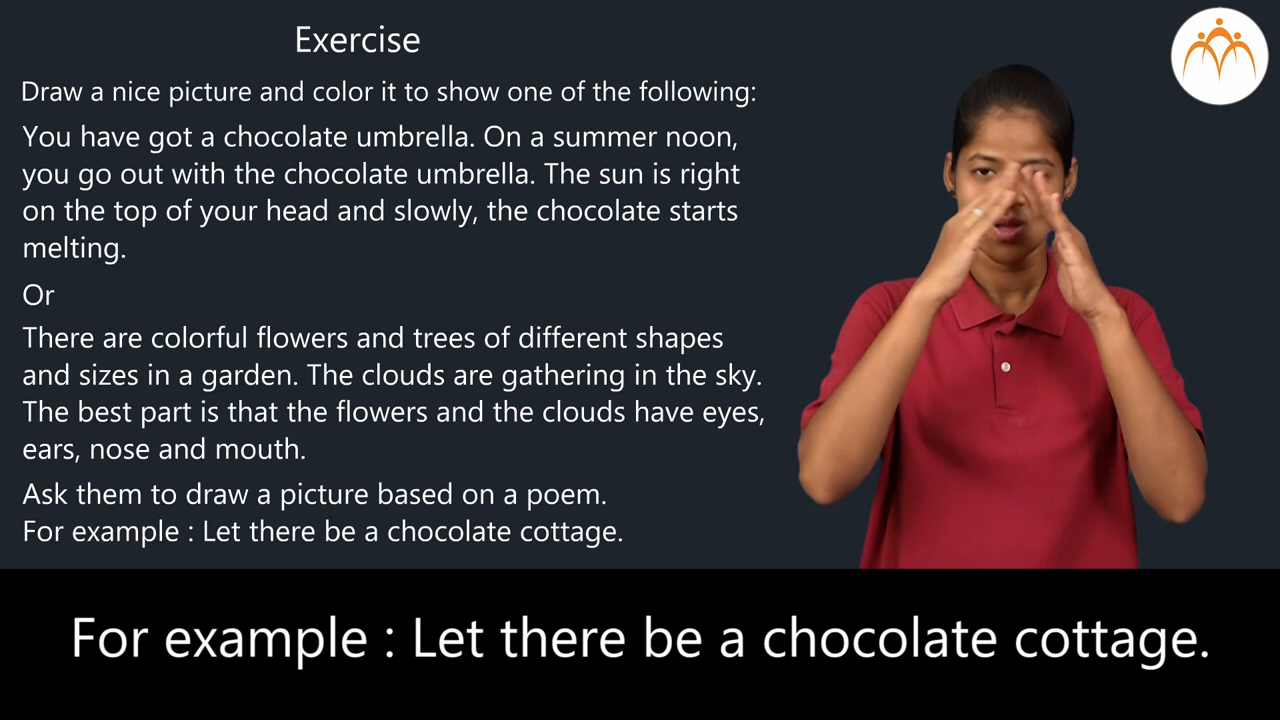 Exercise
Draw a nice picture and color it to show one of the following:
You have got a chocolate umbrella. On a summer noon,
you go out with the chocolate umbrella. The sun is right
on the top of your head and slowly, the chocolate starts
melting.
Or
There are colorful flowers and trees of different shapes
and sizes in a garden. The clouds are gathering in the sky.
The best part is that the flowers and the clouds have eyes,
ears, nose and mouth.
Ask them to draw a picture based on a poem.
For example : Let there be a chocolate cottage.
For example : Let there be a chocolate cottage.